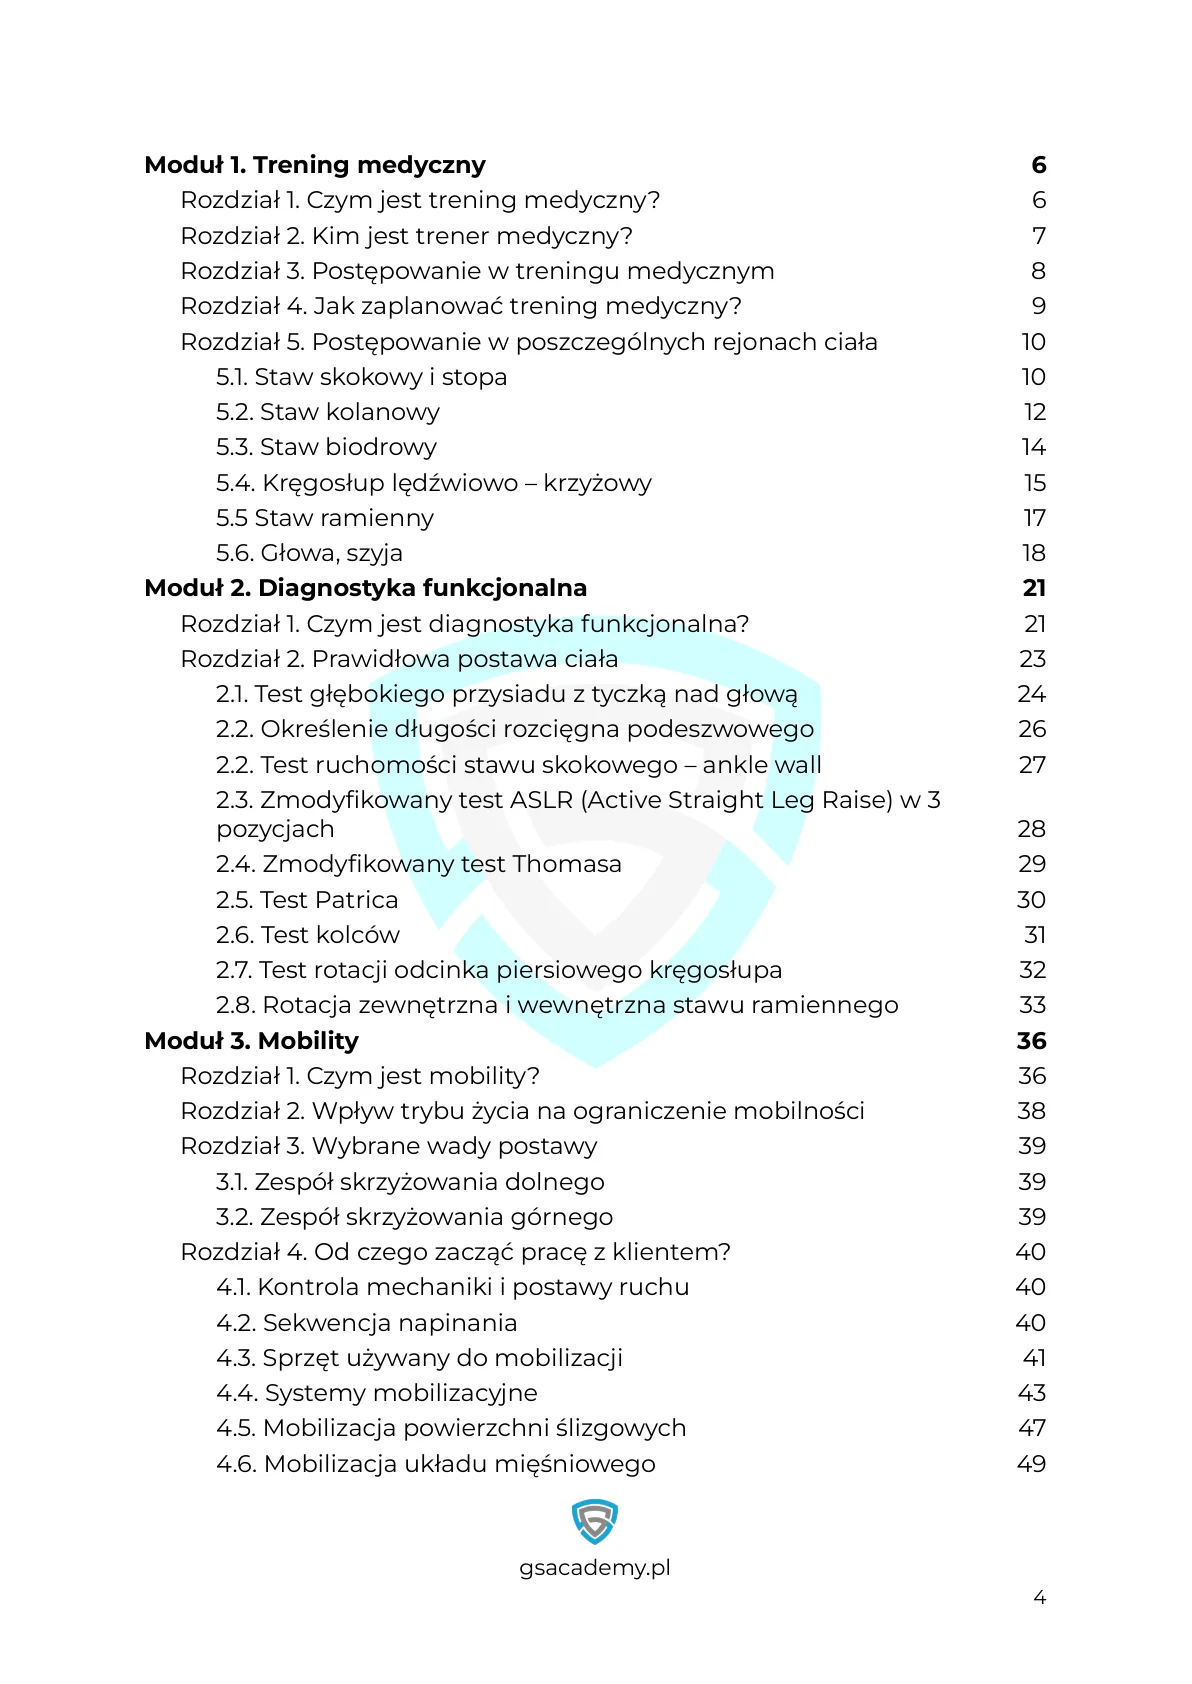 Moduł 1. Trening medyczny 6
Rozdział 1. Czym jest trening medyczny? 6
Rozdział 2. Kim jest trener medyczny? 7
Rozdział 3. Postępowanie w treningu medycznym 8
Rozdział 4. Jak zaplanować trening medyczny? 9
Rozdział 5. Postępowanie w poszczególnych rejonach ciała 10
5.1. Staw skokowy i stopa 10
5.2. Staw kolanowy 12
5.3. Staw biodrowy 14
5.4. Kręgosłup lędźwiowo – krzyżowy 15
5.5 Staw ramienny 17
5.6. Głowa, szyja 18
Moduł 2. Diagnostyka funkcjonalna 21
Rozdział 1. Czym jest diagnostyka funkcjonalna? 21
Rozdział 2. Prawidłowa postawa ciała 23
2.1. Test głębokiego przysiadu z tyczką nad głową 24
2.2. Określenie długości rozcięgna podeszwowego 26
2.2. Test ruchomości stawu skokowego – ankle wall 27
2.3. Zmodyfikowany test ASLR (Active Straight Leg Raise) w 3
pozycjach 28
2.4. Zmodyfikowany test Thomasa 29
2.5. Test Patrica 30
2.6. Test kolców 31
2.7. Test rotacji odcinka piersiowego kręgosłupa 32
2.8. Rotacja zewnętrzna i wewnętrzna stawu ramiennego 33
Moduł 3. Mobility 36
Rozdział 1. Czym jest mobility? 36
Rozdział 2. Wpływ trybu życia na ograniczenie mobilności 38
Rozdział 3. Wybrane wady postawy 39
3.1. Zespół skrzyżowania dolnego 39
3.2. Zespół skrzyżowania górnego 39
Rozdział 4. Od czego zacząć pracę z klientem? 40
4.1. Kontrola mechaniki i postawy ruchu 40
4.2. Sekwencja napinania 40
4.3. Sprzęt używany do mobilizacji 41
4.4. Systemy mobilizacyjne 43
4.5. Mobilizacja powierzchni ślizgowych 47
4.6. Mobilizacja układu mięśniowego 49
gsacademy.pl
4